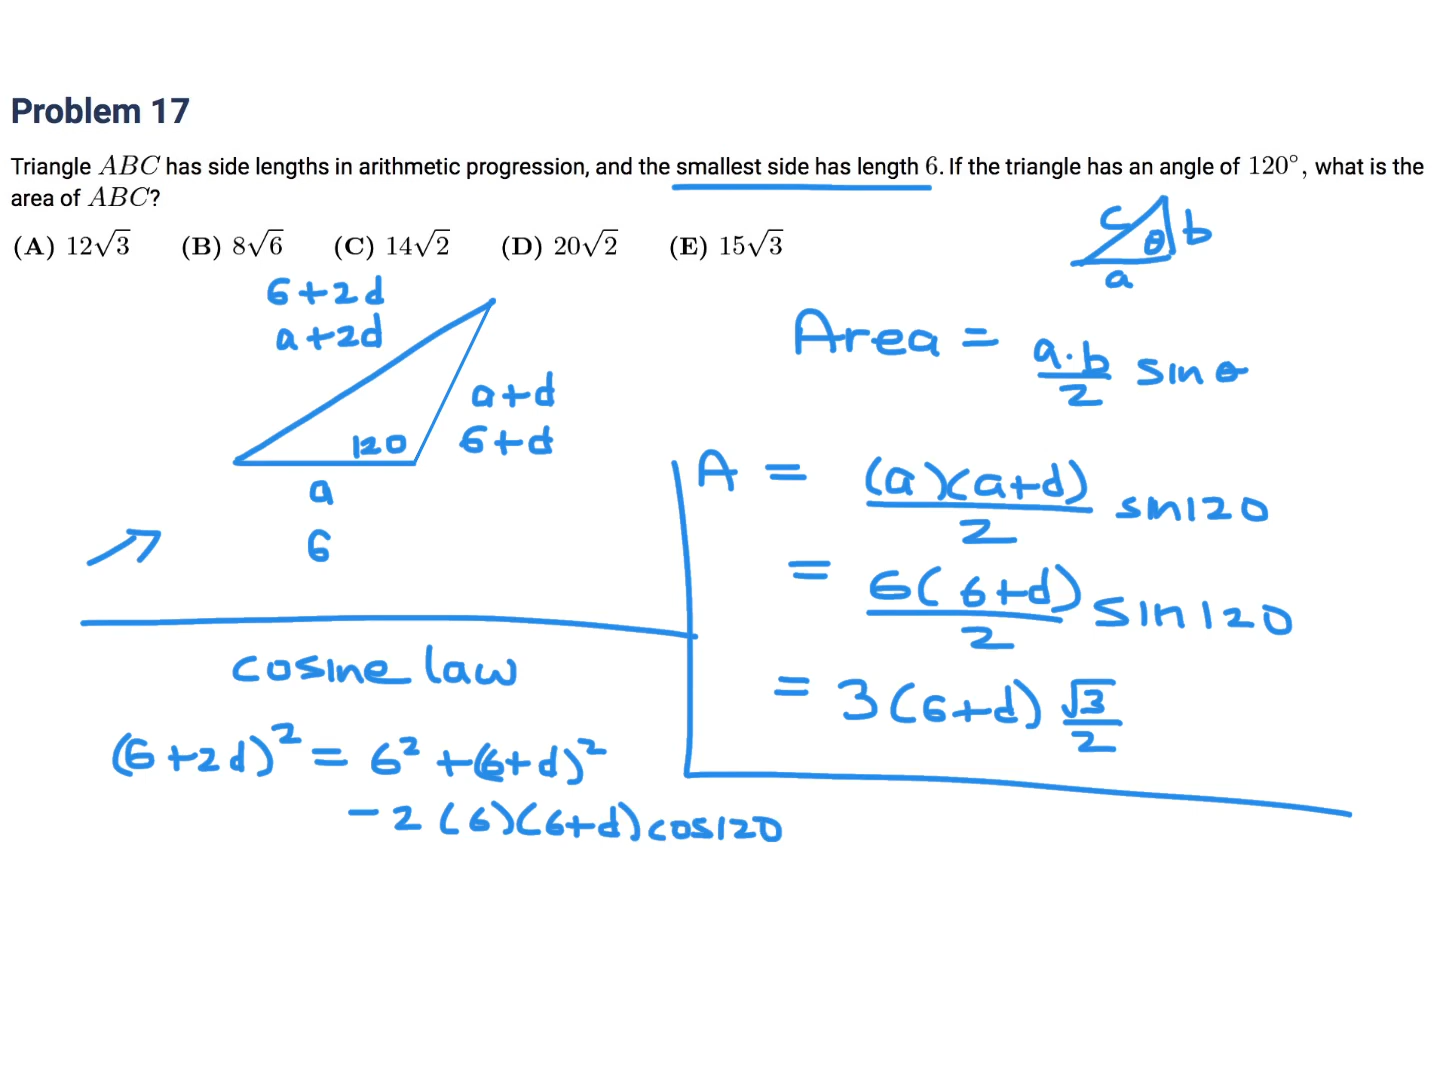 Problem 17
Triangle ABC has side lengths in arithmetic progression, and the smallest side has length 6. If the triangle has an angle of 120°, what is the
area of ABC?
(A) 12√3 (B) 8√6 (C) 14√2 (D) 20√2 (E) 15√3
c θ b
a
6+2d
a+2d
a+d
6+d
120
a
6
Area = a·b/2 sin θ
A = (a)(a+d)/2 sin120
= 6(6+d)/2 sin120
= 3(6+d) √3/2
cosine law
(6+2d)² = 6² +(6+d)²
-2(6)(6+d)cos120